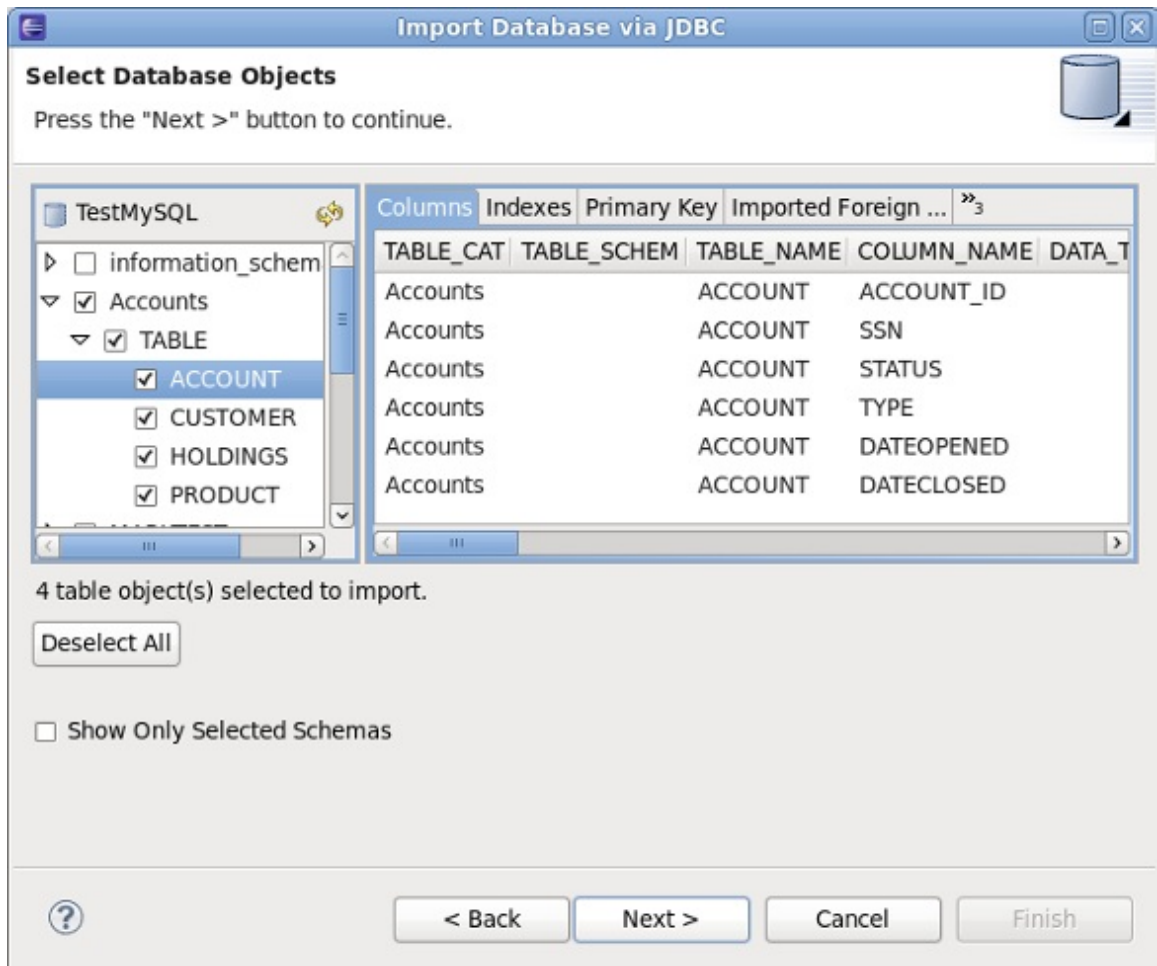 Import Database via JDBC
Select Database Objects
Press the "Next >" button to continue.
TestMySQL
information_schem
Accounts
TABLE
ACCOUNT
CUSTOMER
HOLDINGS
PRODUCT
Columns Indexes Primary Key Imported Foreign ... »3
TABLE_CAT TABLE_SCHEM TABLE_NAME COLUMN_NAME DATA_T
Accounts ACCOUNT ACCOUNT_ID
Accounts ACCOUNT SSN
Accounts ACCOUNT STATUS
Accounts ACCOUNT TYPE
Accounts ACCOUNT DATEOPENED
Accounts ACCOUNT DATECLOSED
4 table object(s) selected to import.
Deselect All
Show Only Selected Schemas
? < Back Next > Cancel Finish